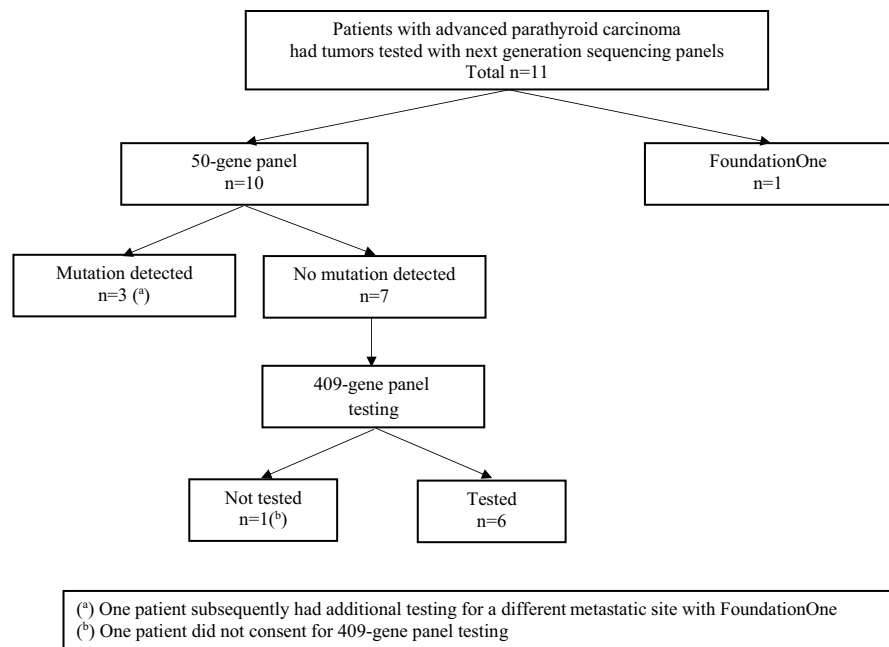 Patients with advanced parathyroid carcinoma
had tumors tested with next generation sequencing panels
Total n=11
50-gene panel
n=10
FoundationOne
n=1
Mutation detected
n=3 (ᵃ)
No mutation detected
n=7
409-gene panel
testing
Not tested
n=1(ᵇ)
Tested
n=6
(ᵃ) One patient subsequently had additional testing for a different metastatic site with FoundationOne
(ᵇ) One patient did not consent for 409-gene panel testing